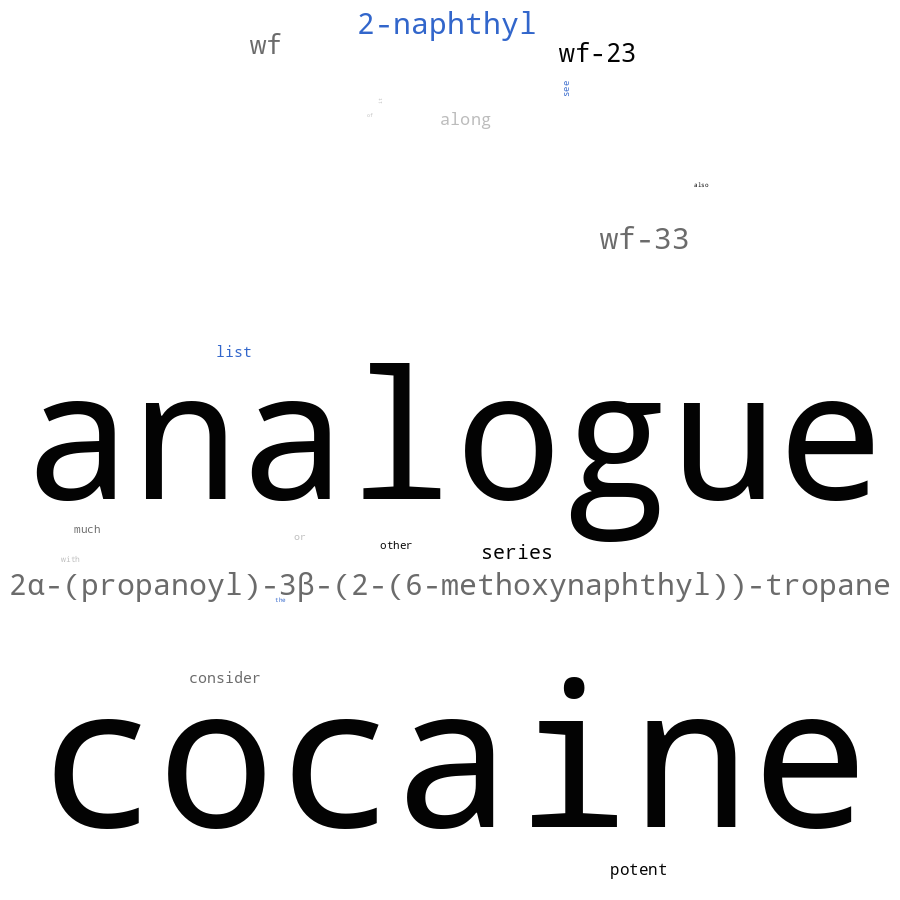 2-naphthyl
wf
wf-23
see
of
along
also
wf-33
list
analogue
much
or
other
series
with
2α-(propanoyl)-3β-(2-(6-methoxynaphthyl))-tropane
the
consider
cocaine
potent